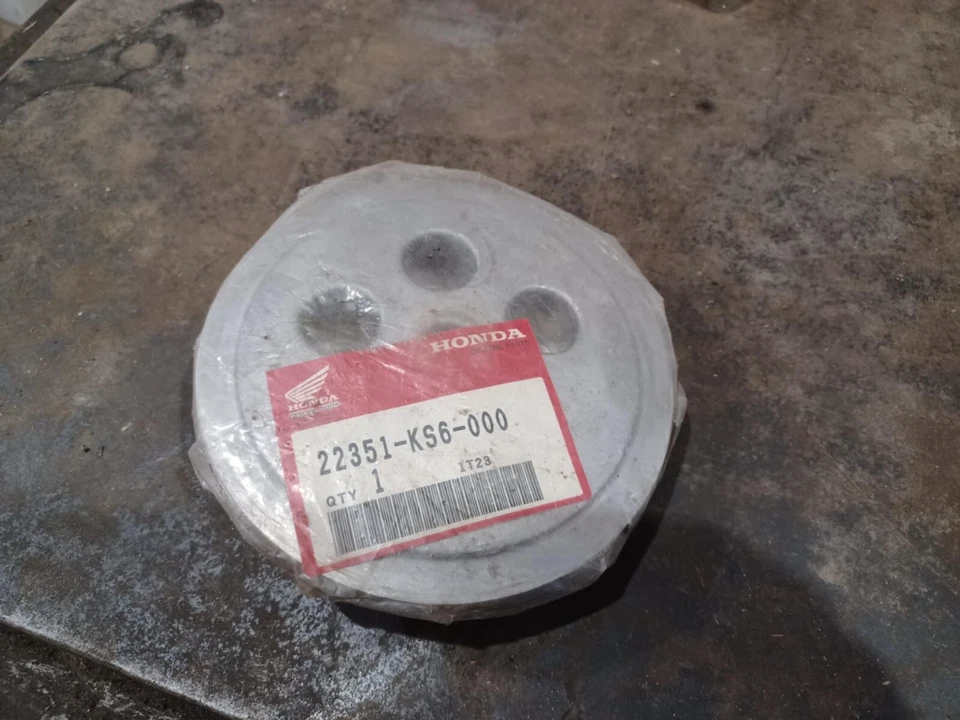 HONDA
HONDA
22351-KS6-000
QTY 1 IT23